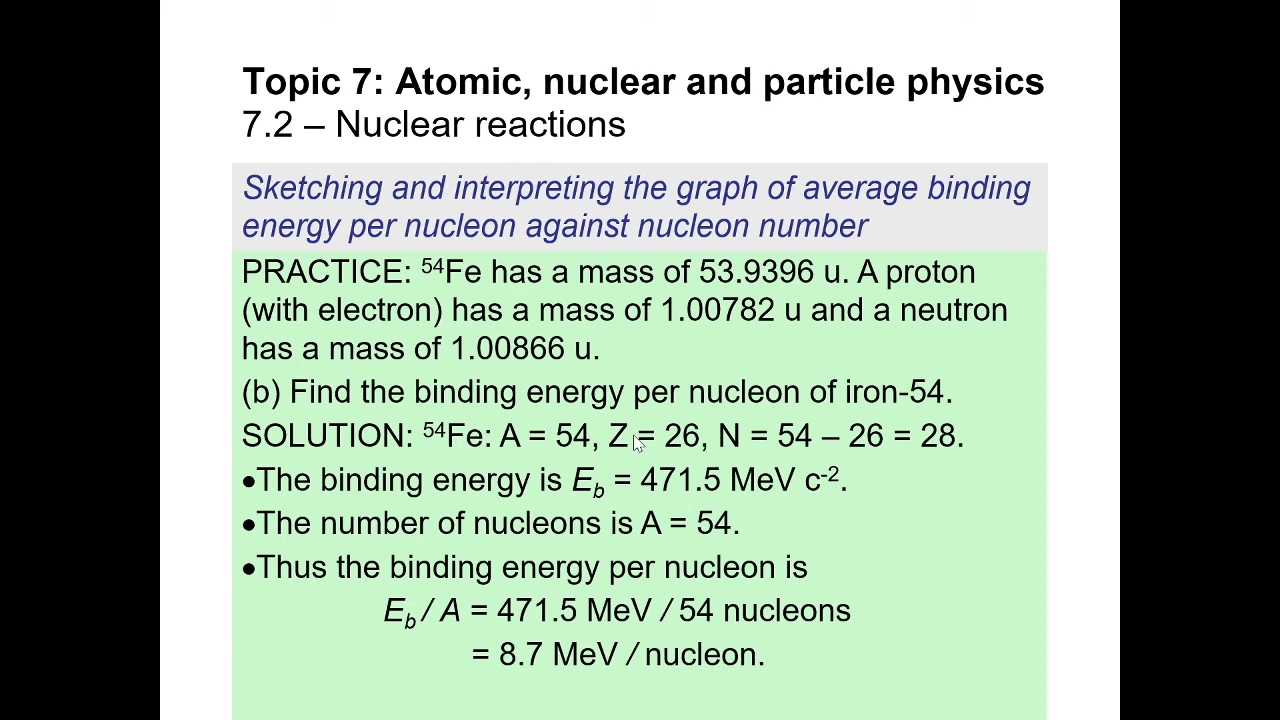 Topic 7: Atomic, nuclear and particle physics
7.2 – Nuclear reactions
Sketching and interpreting the graph of average binding
energy per nucleon against nucleon number
PRACTICE: ⁵⁴Fe has a mass of 53.9396 u. A proton
(with electron) has a mass of 1.00782 u and a neutron
has a mass of 1.00866 u.
(b) Find the binding energy per nucleon of iron-54.
SOLUTION: ⁵⁴Fe: A = 54, Z = 26, N = 54 – 26 = 28.
•The binding energy is E_b = 471.5 MeV c⁻².
•The number of nucleons is A = 54.
•Thus the binding energy per nucleon is
E_b / A = 471.5 MeV / 54 nucleons
= 8.7 MeV / nucleon.